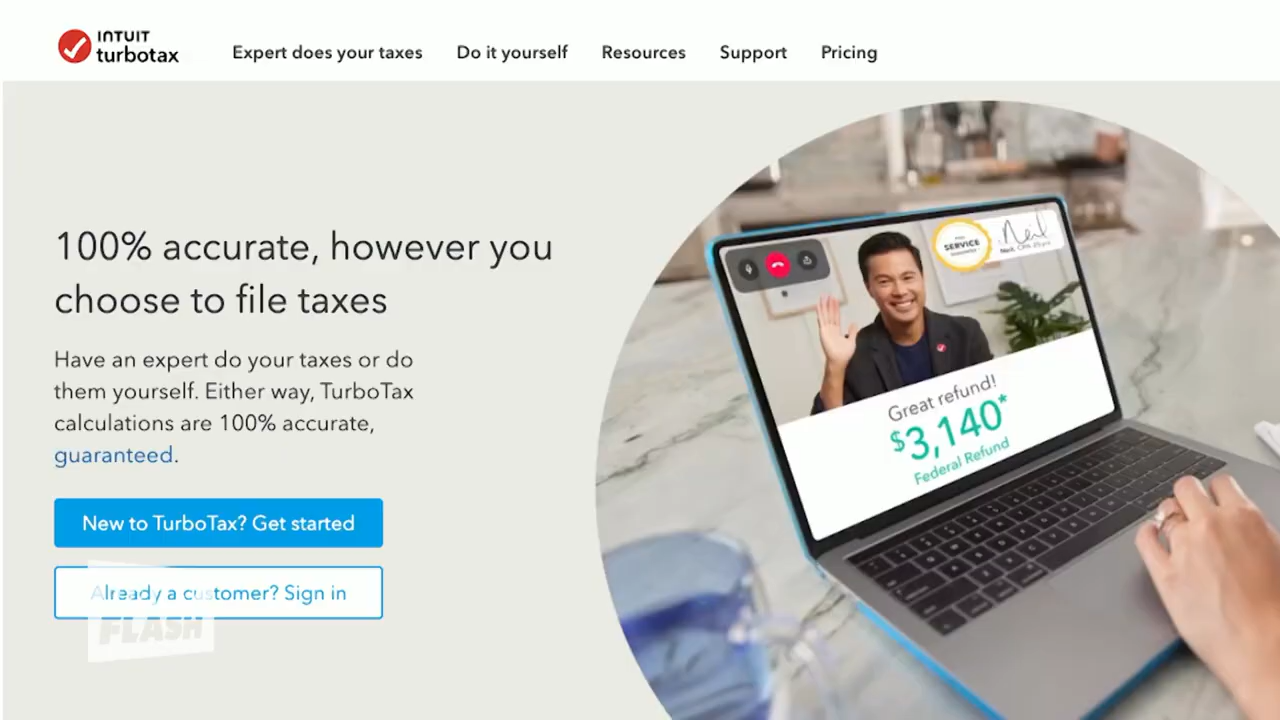 INTUIT
turbotax
Expert does your taxes
Do it yourself
Resources
Support
Pricing
100% accurate, however you
choose to file taxes
Have an expert do your taxes or do
them yourself. Either way, TurboTax
calculations are 100% accurate,
guaranteed.
New to TurboTax? Get started
Already a customer? Sign in
FLASH
SERVICE
Neil
Great refund!
$3,140*
Federal Refund